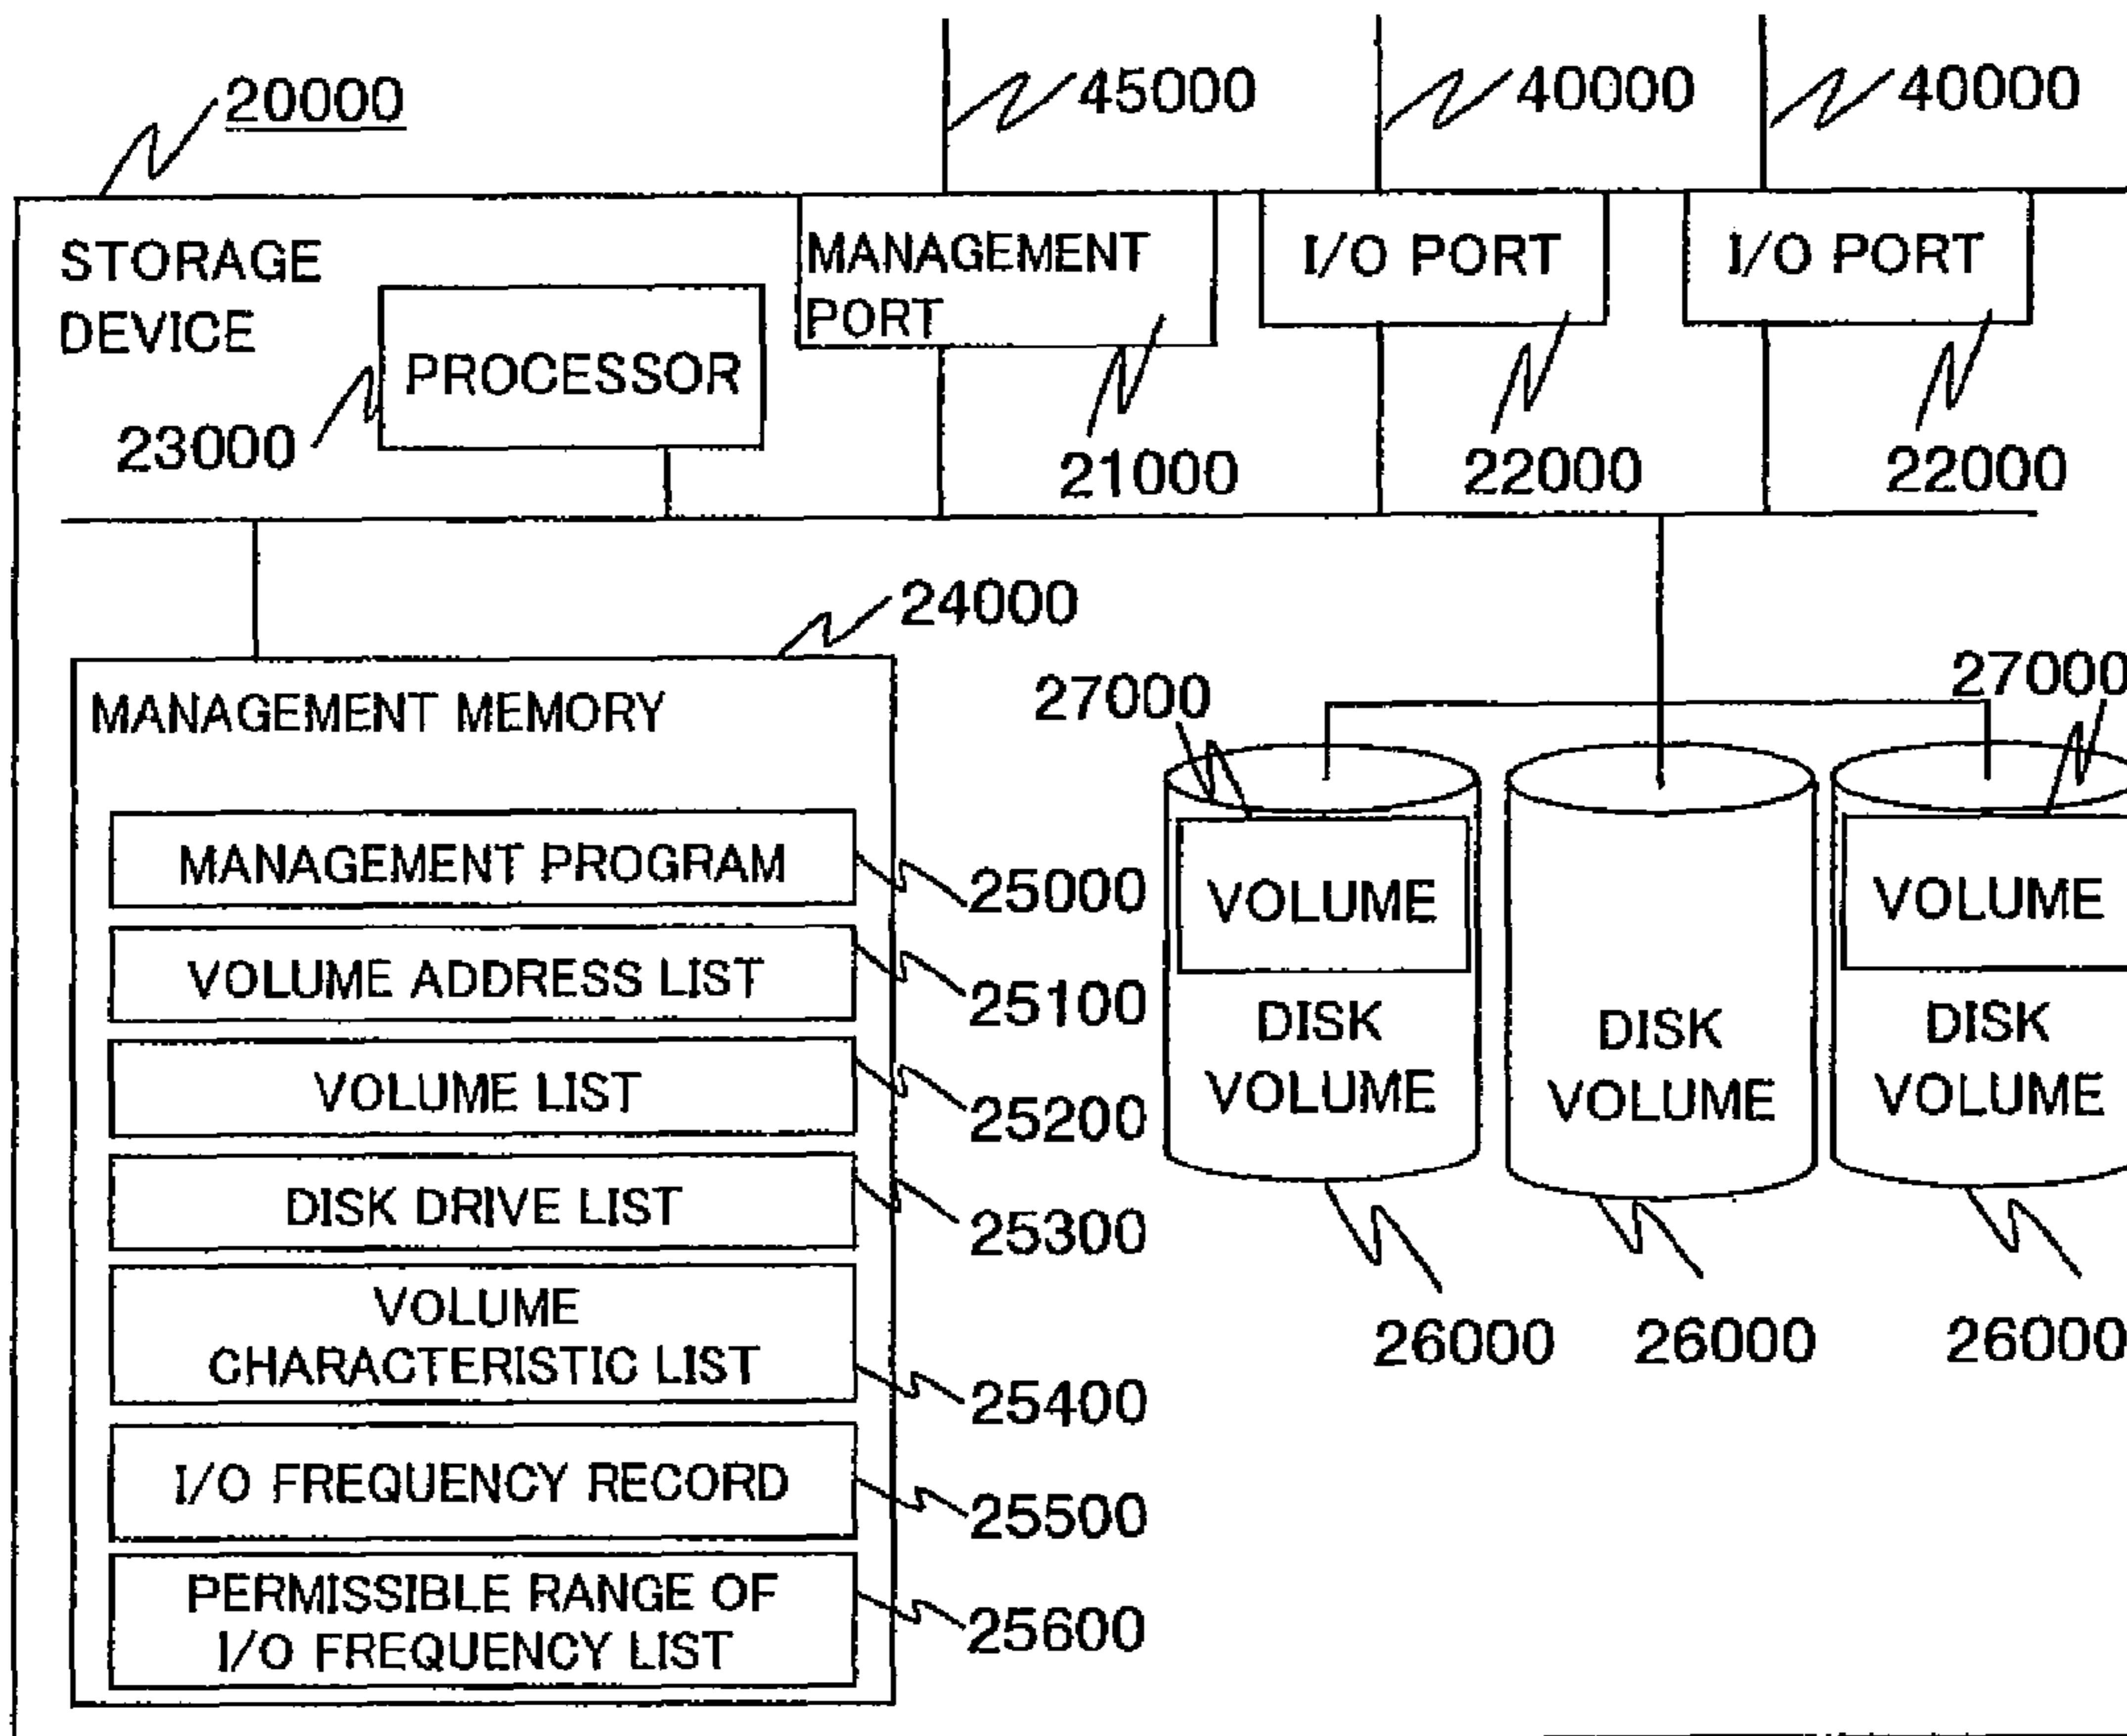 20000
45000
40000
40000
STORAGE
DEVICE
MANAGEMENT
PORT
I/O PORT
I/O PORT
PROCESSOR
23000
21000
22000
22000
24000
MANAGEMENT MEMORY
27000
27000
MANAGEMENT PROGRAM
25000
VOLUME ADDRESS LIST
25100
VOLUME LIST
25200
DISK DRIVE LIST
25300
VOLUME
CHARACTERISTIC LIST
25400
I/O FREQUENCY RECORD
25500
PERMISSIBLE RANGE OF
I/O FREQUENCY LIST
25600
VOLUME
DISK
VOLUME
DISK
VOLUME
VOLUME
DISK
VOLUME
26000
26000
26000